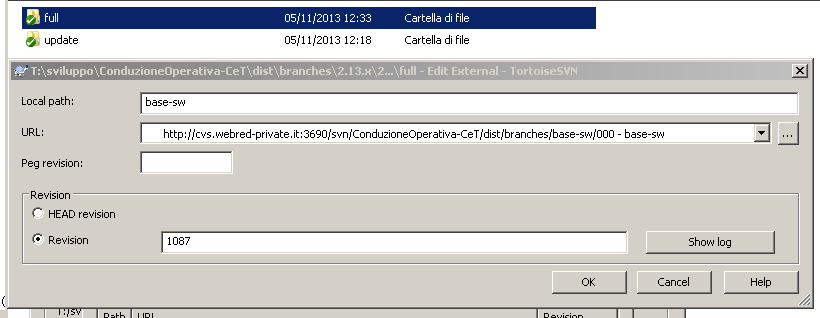 full 05/11/2013 12:33 Cartella di file
update 05/11/2013 12:18 Cartella di file
T:\sviluppo\ConduzioneOperativa-CeT\dist\branches\2.13.x\2...\full - Edit External - TortoiseSVN
Local path: base-sw
URL: http://cvs.webred-private.it:3690/svn/ConduzioneOperativa-CeT/dist/branches/base-sw/000 - base-sw ...
Peg revision:
Revision
HEAD revision
Revision 1087 Show log
OK Cancel Help
T:/sv Path URL Revision